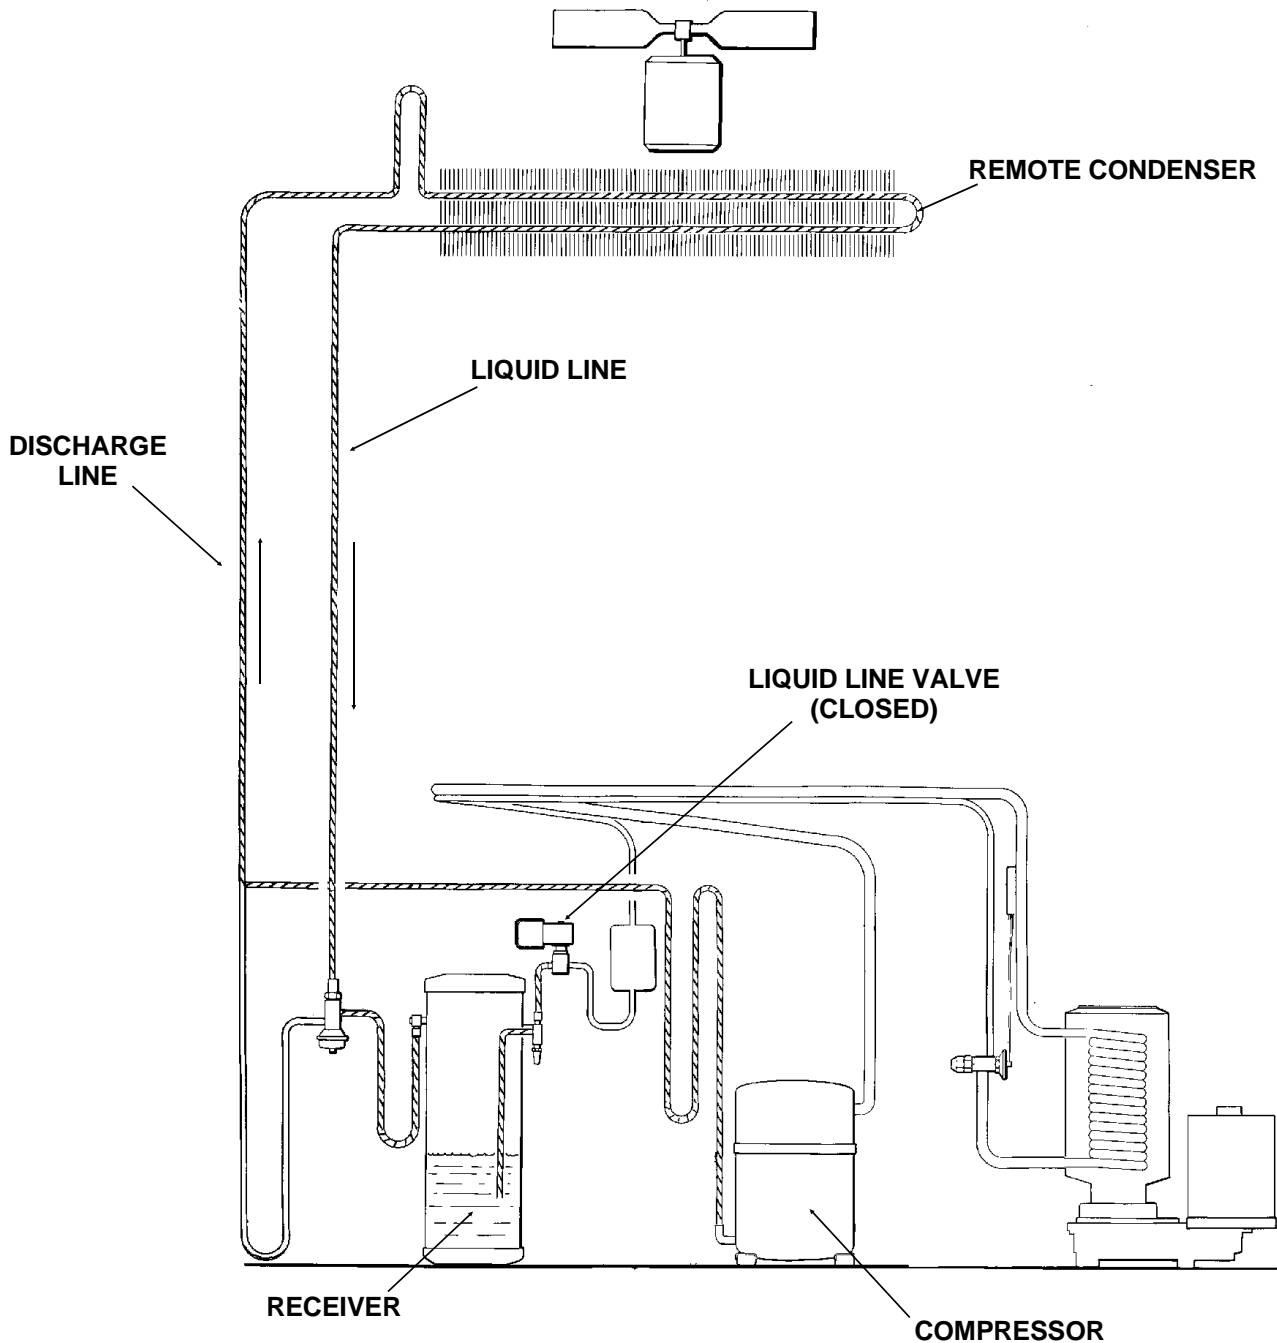 REMOTE CONDENSER
LIQUID LINE
DISCHARGE
LINE
LIQUID LINE VALVE
(CLOSED)
RECEIVER
COMPRESSOR